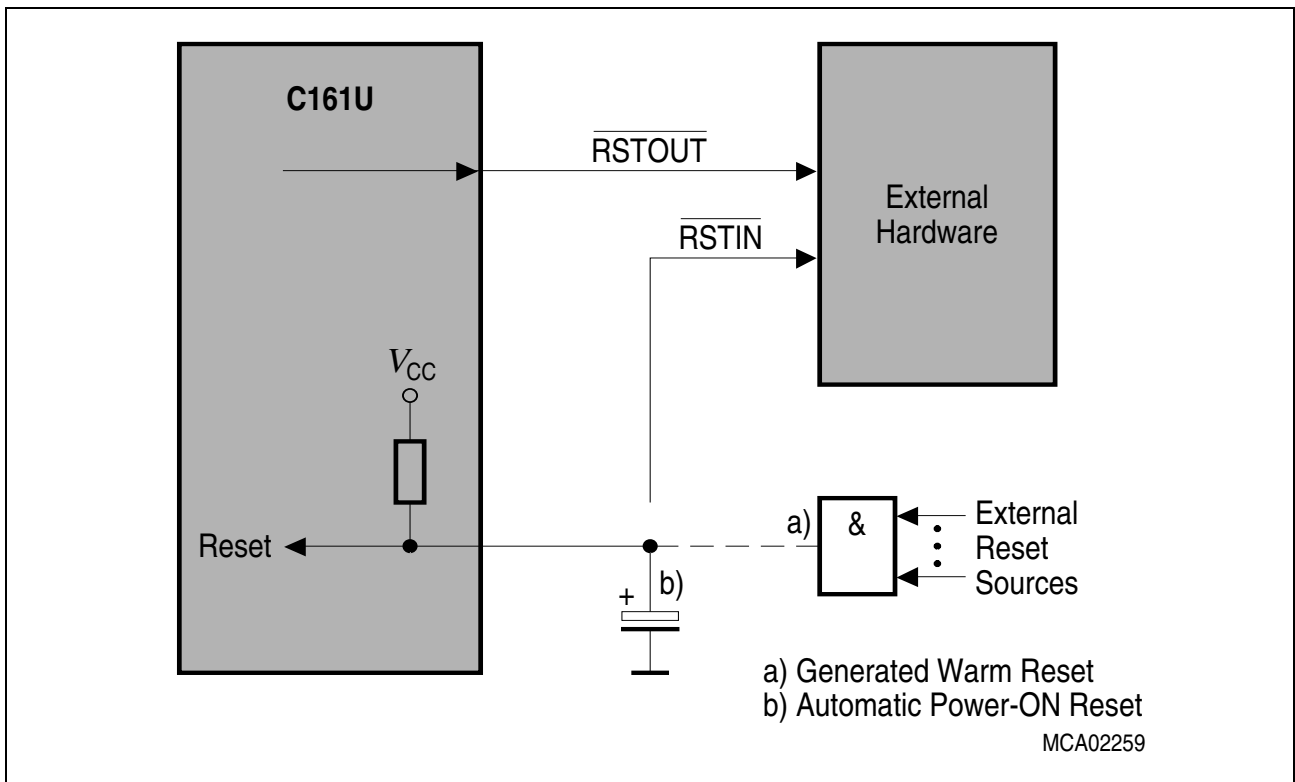 C161U
RSTOUT
External
Hardware
RSTIN
VCC
Reset
a)
&
External
Reset
Sources
b)
+
a) Generated Warm Reset
b) Automatic Power-ON Reset
MCA02259